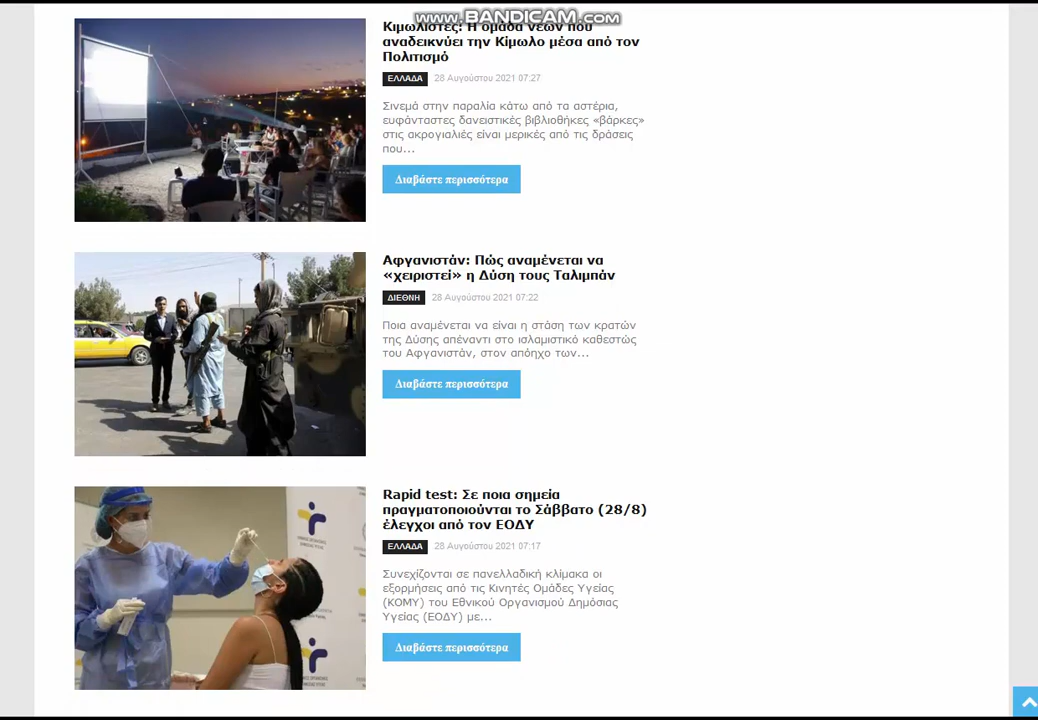 www.BANDICAM.com
Κιμωλίστες: Η ομάδα νέων που
αναδεικνύει την Κίμωλο μέσα από τον
Πολιτισμό
ΕΛΛΑΔΑ 28 Αυγούστου 2021 07:27
Σινεμά στην παραλία κάτω από τα αστέρια,
ευφάνταστες δανειστικές βιβλιοθήκες «βάρκες»
στις ακρογιαλιές είναι μερικές από τις δράσεις
που...
Διαβάστε περισσότερα
Αφγανιστάν: Πώς αναμένεται να
«χειριστεί» η Δύση τους Ταλιμπάν
ΔΙΕΘΝΗ 28 Αυγούστου 2021 07:22
Ποια αναμένεται να είναι η στάση των κρατών
της Δύσης απέναντι στο ισλαμιστικό καθεστώς
του Αφγανιστάν, στον απόηχο των...
Διαβάστε περισσότερα
Rapid test: Σε ποια σημεία
πραγματοποιούνται το Σάββατο (28/8)
έλεγχοι από τον ΕΟΔΥ
ΕΛΛΑΔΑ 28 Αυγούστου 2021 07:17
Συνεχίζονται σε πανελλαδική κλίμακα οι
εξορμήσεις από τις Κινητές Ομάδες Υγείας
(ΚΟΜΥ) του Εθνικού Οργανισμού Δημόσιας
Υγείας (ΕΟΔΥ) με...
Διαβάστε περισσότερα